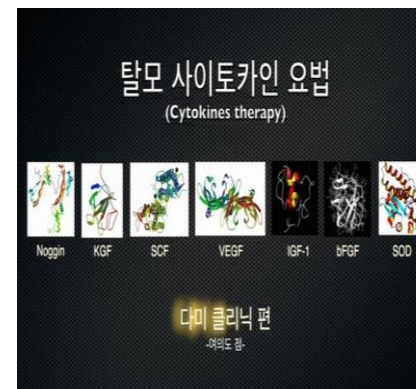 탈모 사이토카인 요법
(Cytokines therapy)
Noggin KGF SCF VEGF IGF-1 bFGF SOD
다미 클리닉 편
-여의도 점-